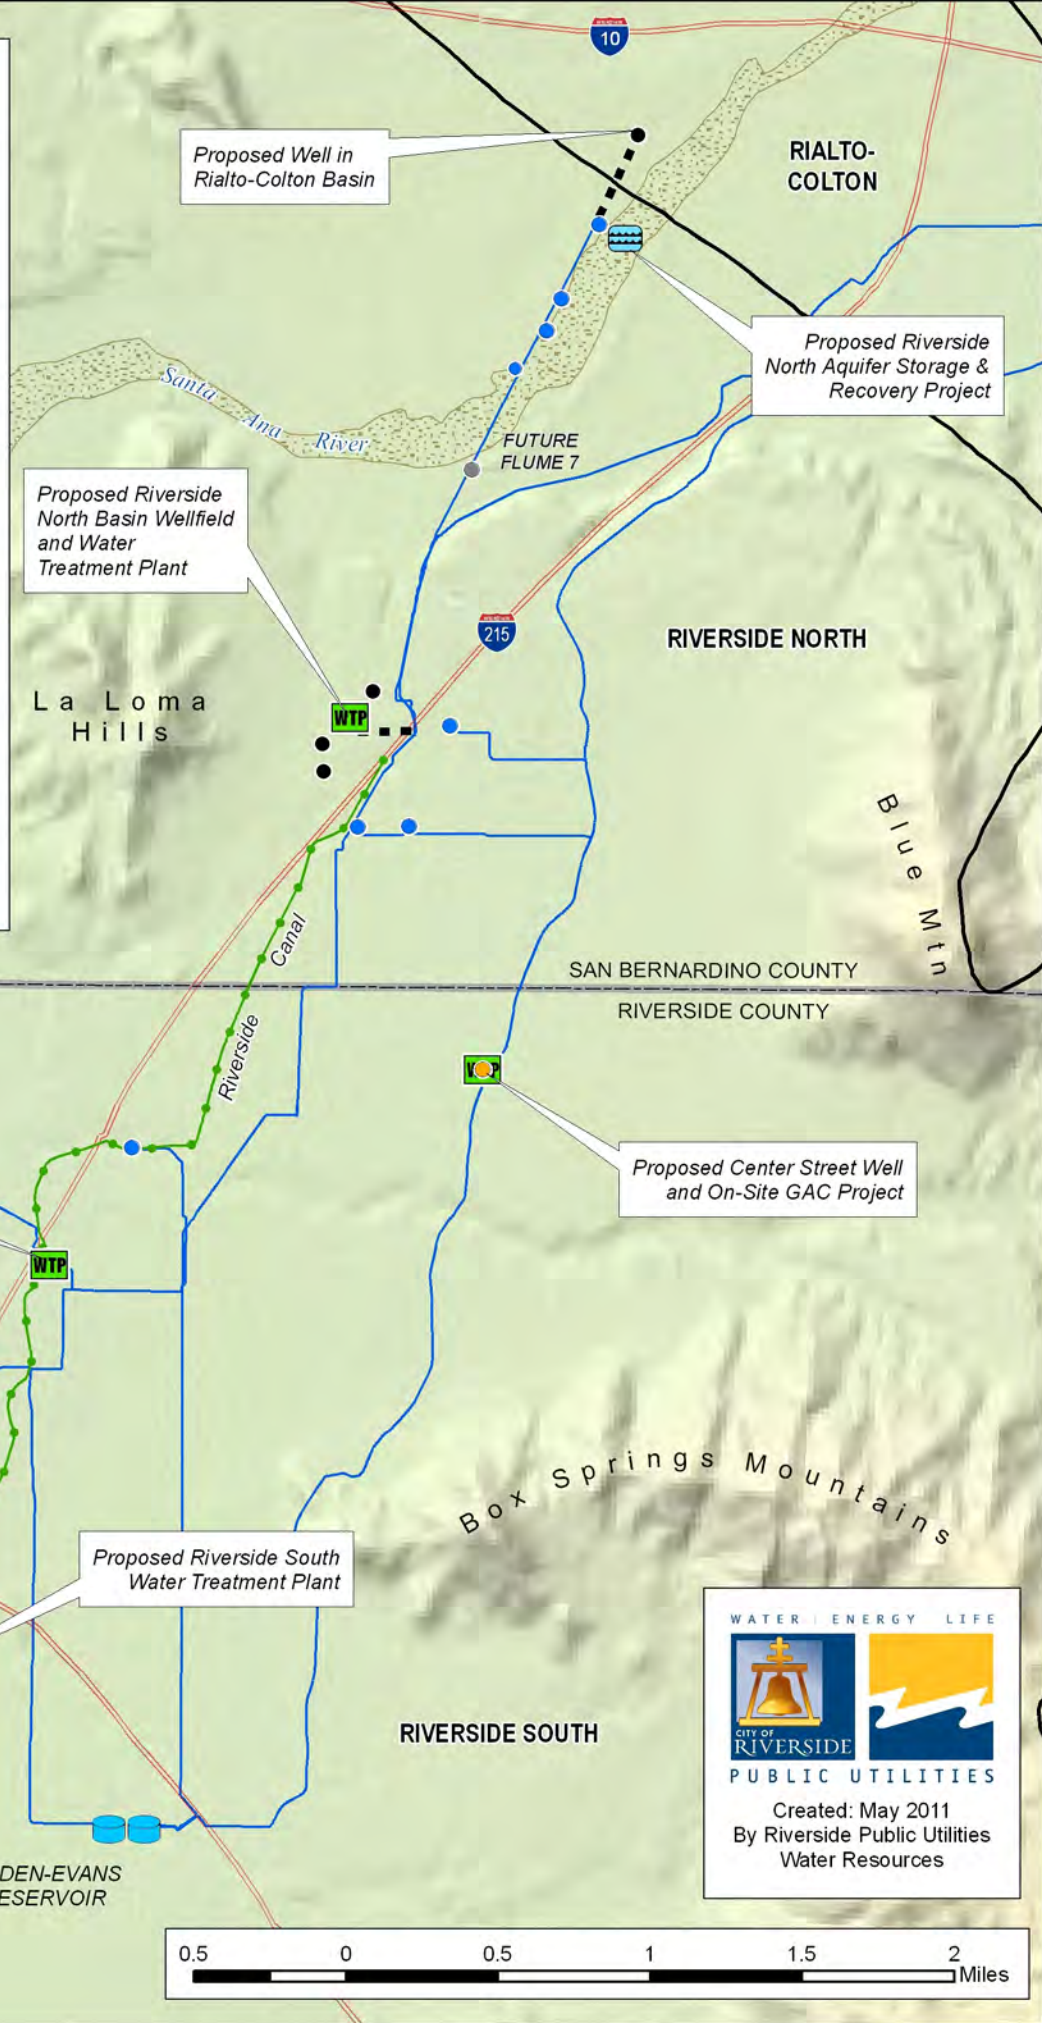 10
Proposed Well in
Rialto-Colton Basin
RIALTO-
COLTON
Proposed Riverside
North Aquifer Storage &
Recovery Project
Santa Ana River
FUTURE
FLUME 7
Proposed Riverside
North Basin Wellfield
and Water
Treatment Plant
215
RIVERSIDE NORTH
La Loma
Hills
WTP
Blue Mtn
Riverside Canal
SAN BERNARDINO COUNTY
RIVERSIDE COUNTY
Proposed Center Street Well
and On-Site GAC Project
WTP
Box Springs Mountains
Proposed Riverside South
Water Treatment Plant
WATER ENERGY LIFE
CITY OF
RIVERSIDE
PUBLIC UTILITIES
Created: May 2011
By Riverside Public Utilities
Water Resources
RIVERSIDE SOUTH
DEN-EVANS
ESERVOIR
0.5 0 0.5 1 1.5 2
Miles